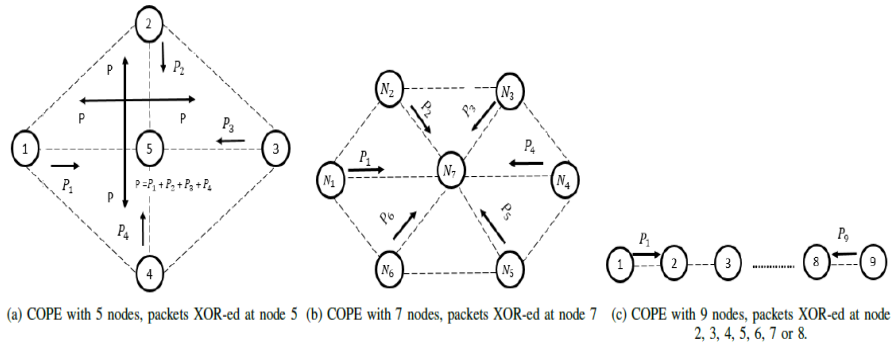 2
P
P₂
P
P
P₃
1
5
3
P₁
P =P₁ + P₂ + P₃ + P₄
P
P₄
4
N₂
N₃
P₂
P₃
P₁
P₄
N₁
N₇
N₄
P₆
P₅
N₆
N₅
P₁
P₉
1
2
3
8
9
(a) COPE with 5 nodes, packets XOR-ed at node 5
(b) COPE with 7 nodes, packets XOR-ed at node 7
(c) COPE with 9 nodes, packets XOR-ed at node
2, 3, 4, 5, 6, 7 or 8.